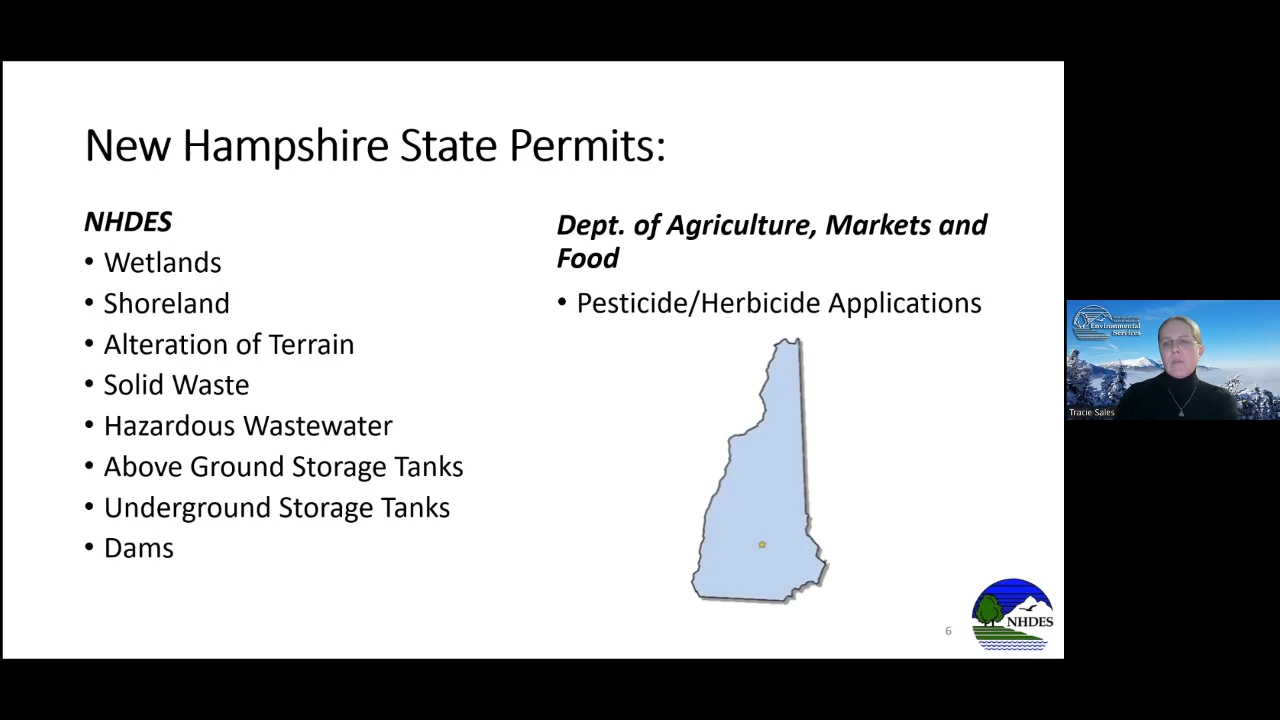 New Hampshire State Permits:
NHDES
• Wetlands
• Shoreland
• Alteration of Terrain
• Solid Waste
• Hazardous Wastewater
• Above Ground Storage Tanks
• Underground Storage Tanks
• Dams
Dept. of Agriculture, Markets and
Food
• Pesticide/Herbicide Applications
6
NHDES
Environmental
Services
Tracie Sales